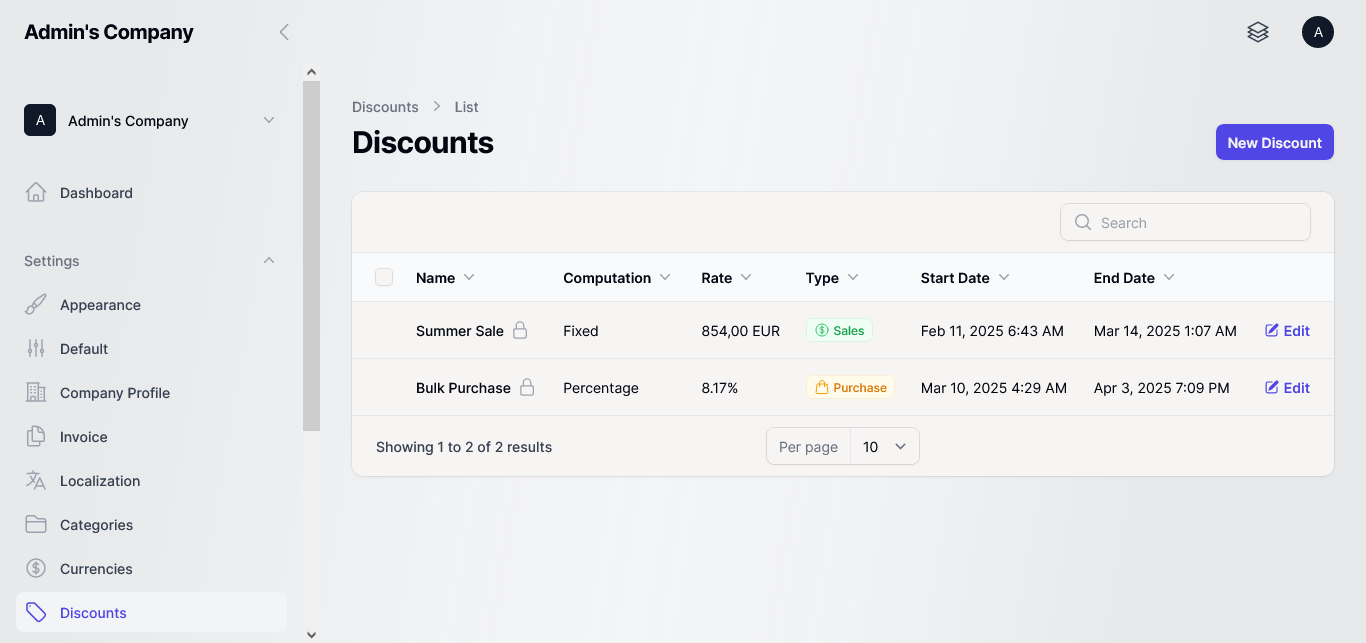 Admin's Company
A
A
Admin's Company
Dashboard
Settings
Appearance
Default
Company Profile
Invoice
Localization
Categories
Currencies
Discounts
Discounts > List
Discounts
New Discount
Search
Name Computation Rate Type Start Date End Date
Summer Sale Fixed 854,00 EUR Sales Feb 11, 2025 6:43 AM Mar 14, 2025 1:07 AM Edit
Bulk Purchase Percentage 8.17% Purchase Mar 10, 2025 4:29 AM Apr 3, 2025 7:09 PM Edit
Showing 1 to 2 of 2 results Per page 10